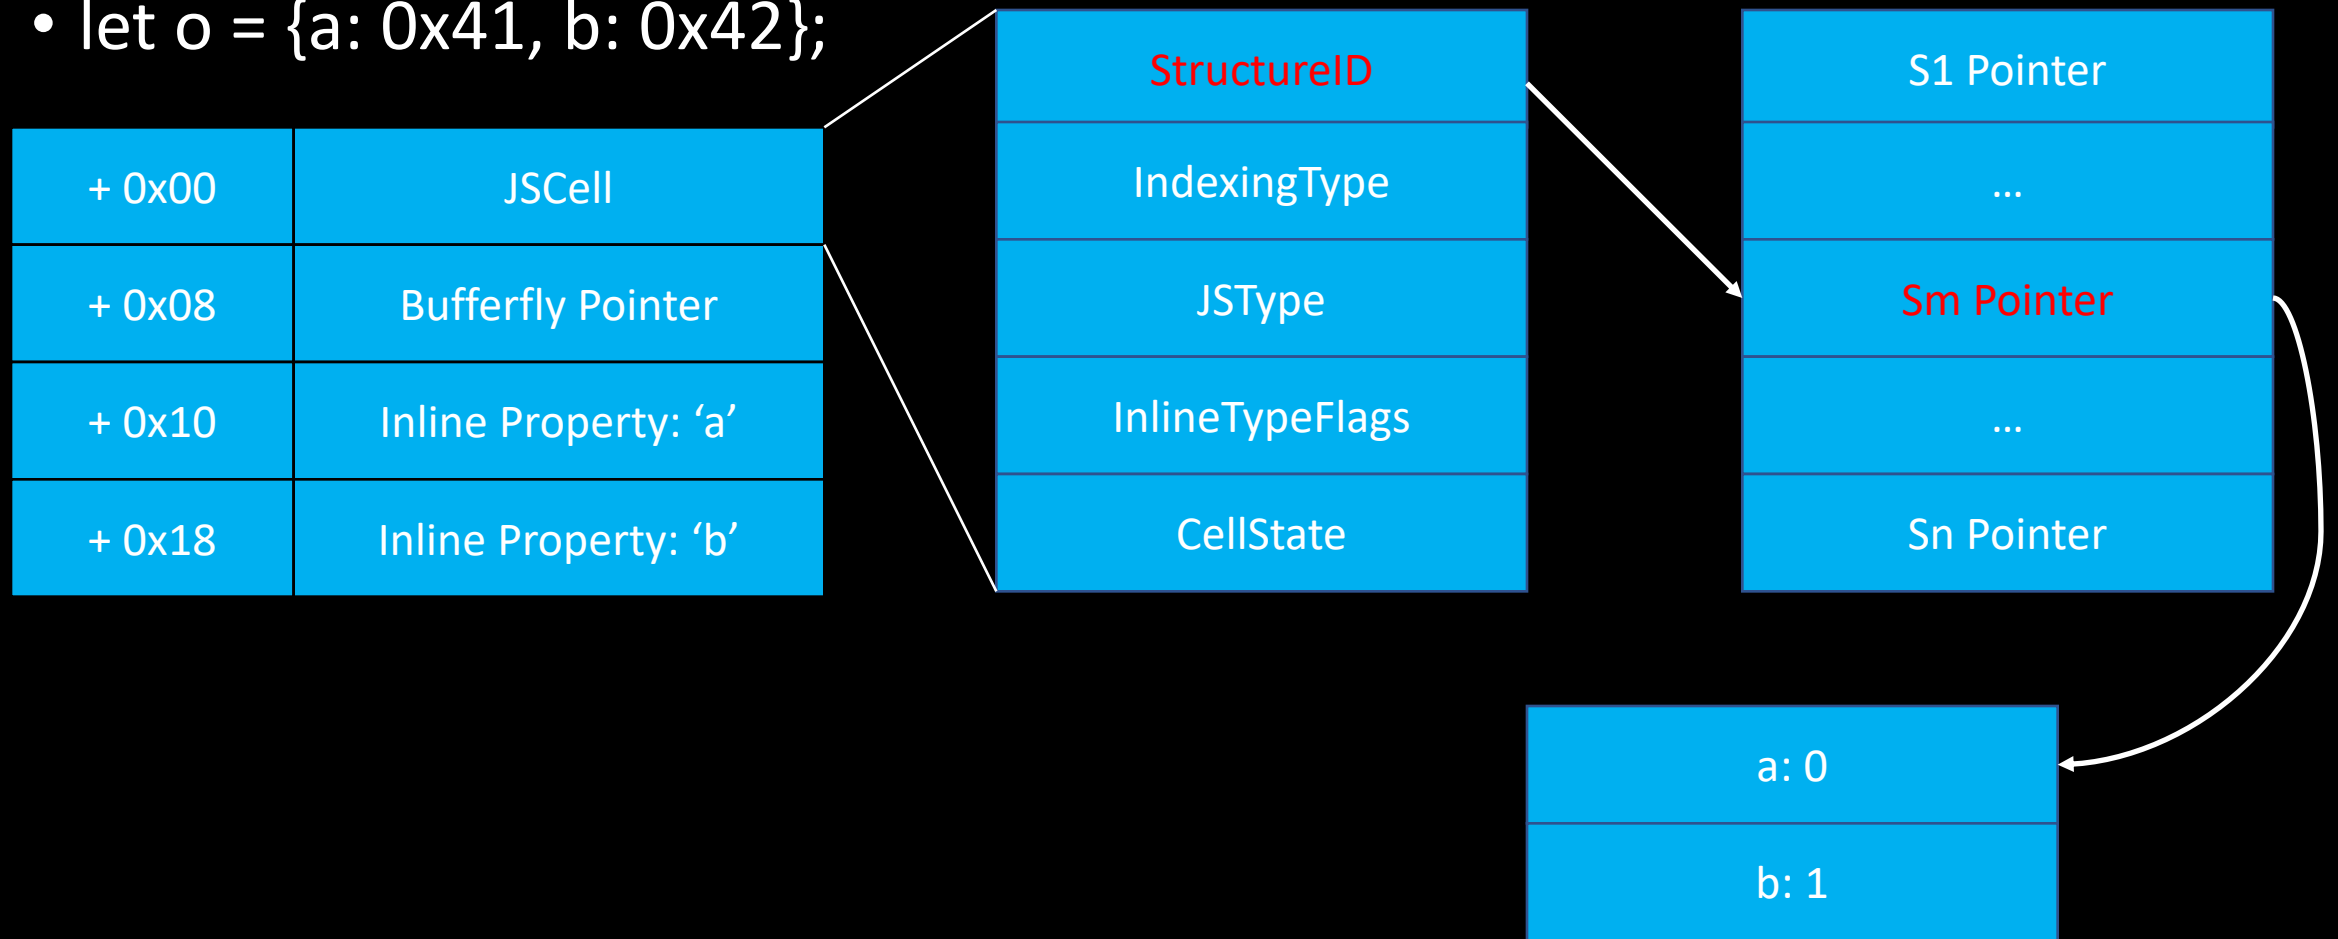 • let o = {a: 0x41, b: 0x42};
+ 0x00 JSCell
+ 0x08 Bufferfly Pointer
+ 0x10 Inline Property: ‘a’
+ 0x18 Inline Property: ‘b’
StructureID
IndexingType
JSType
InlineTypeFlags
CellState
S1 Pointer
...
Sm Pointer
...
Sn Pointer
a: 0
b: 1